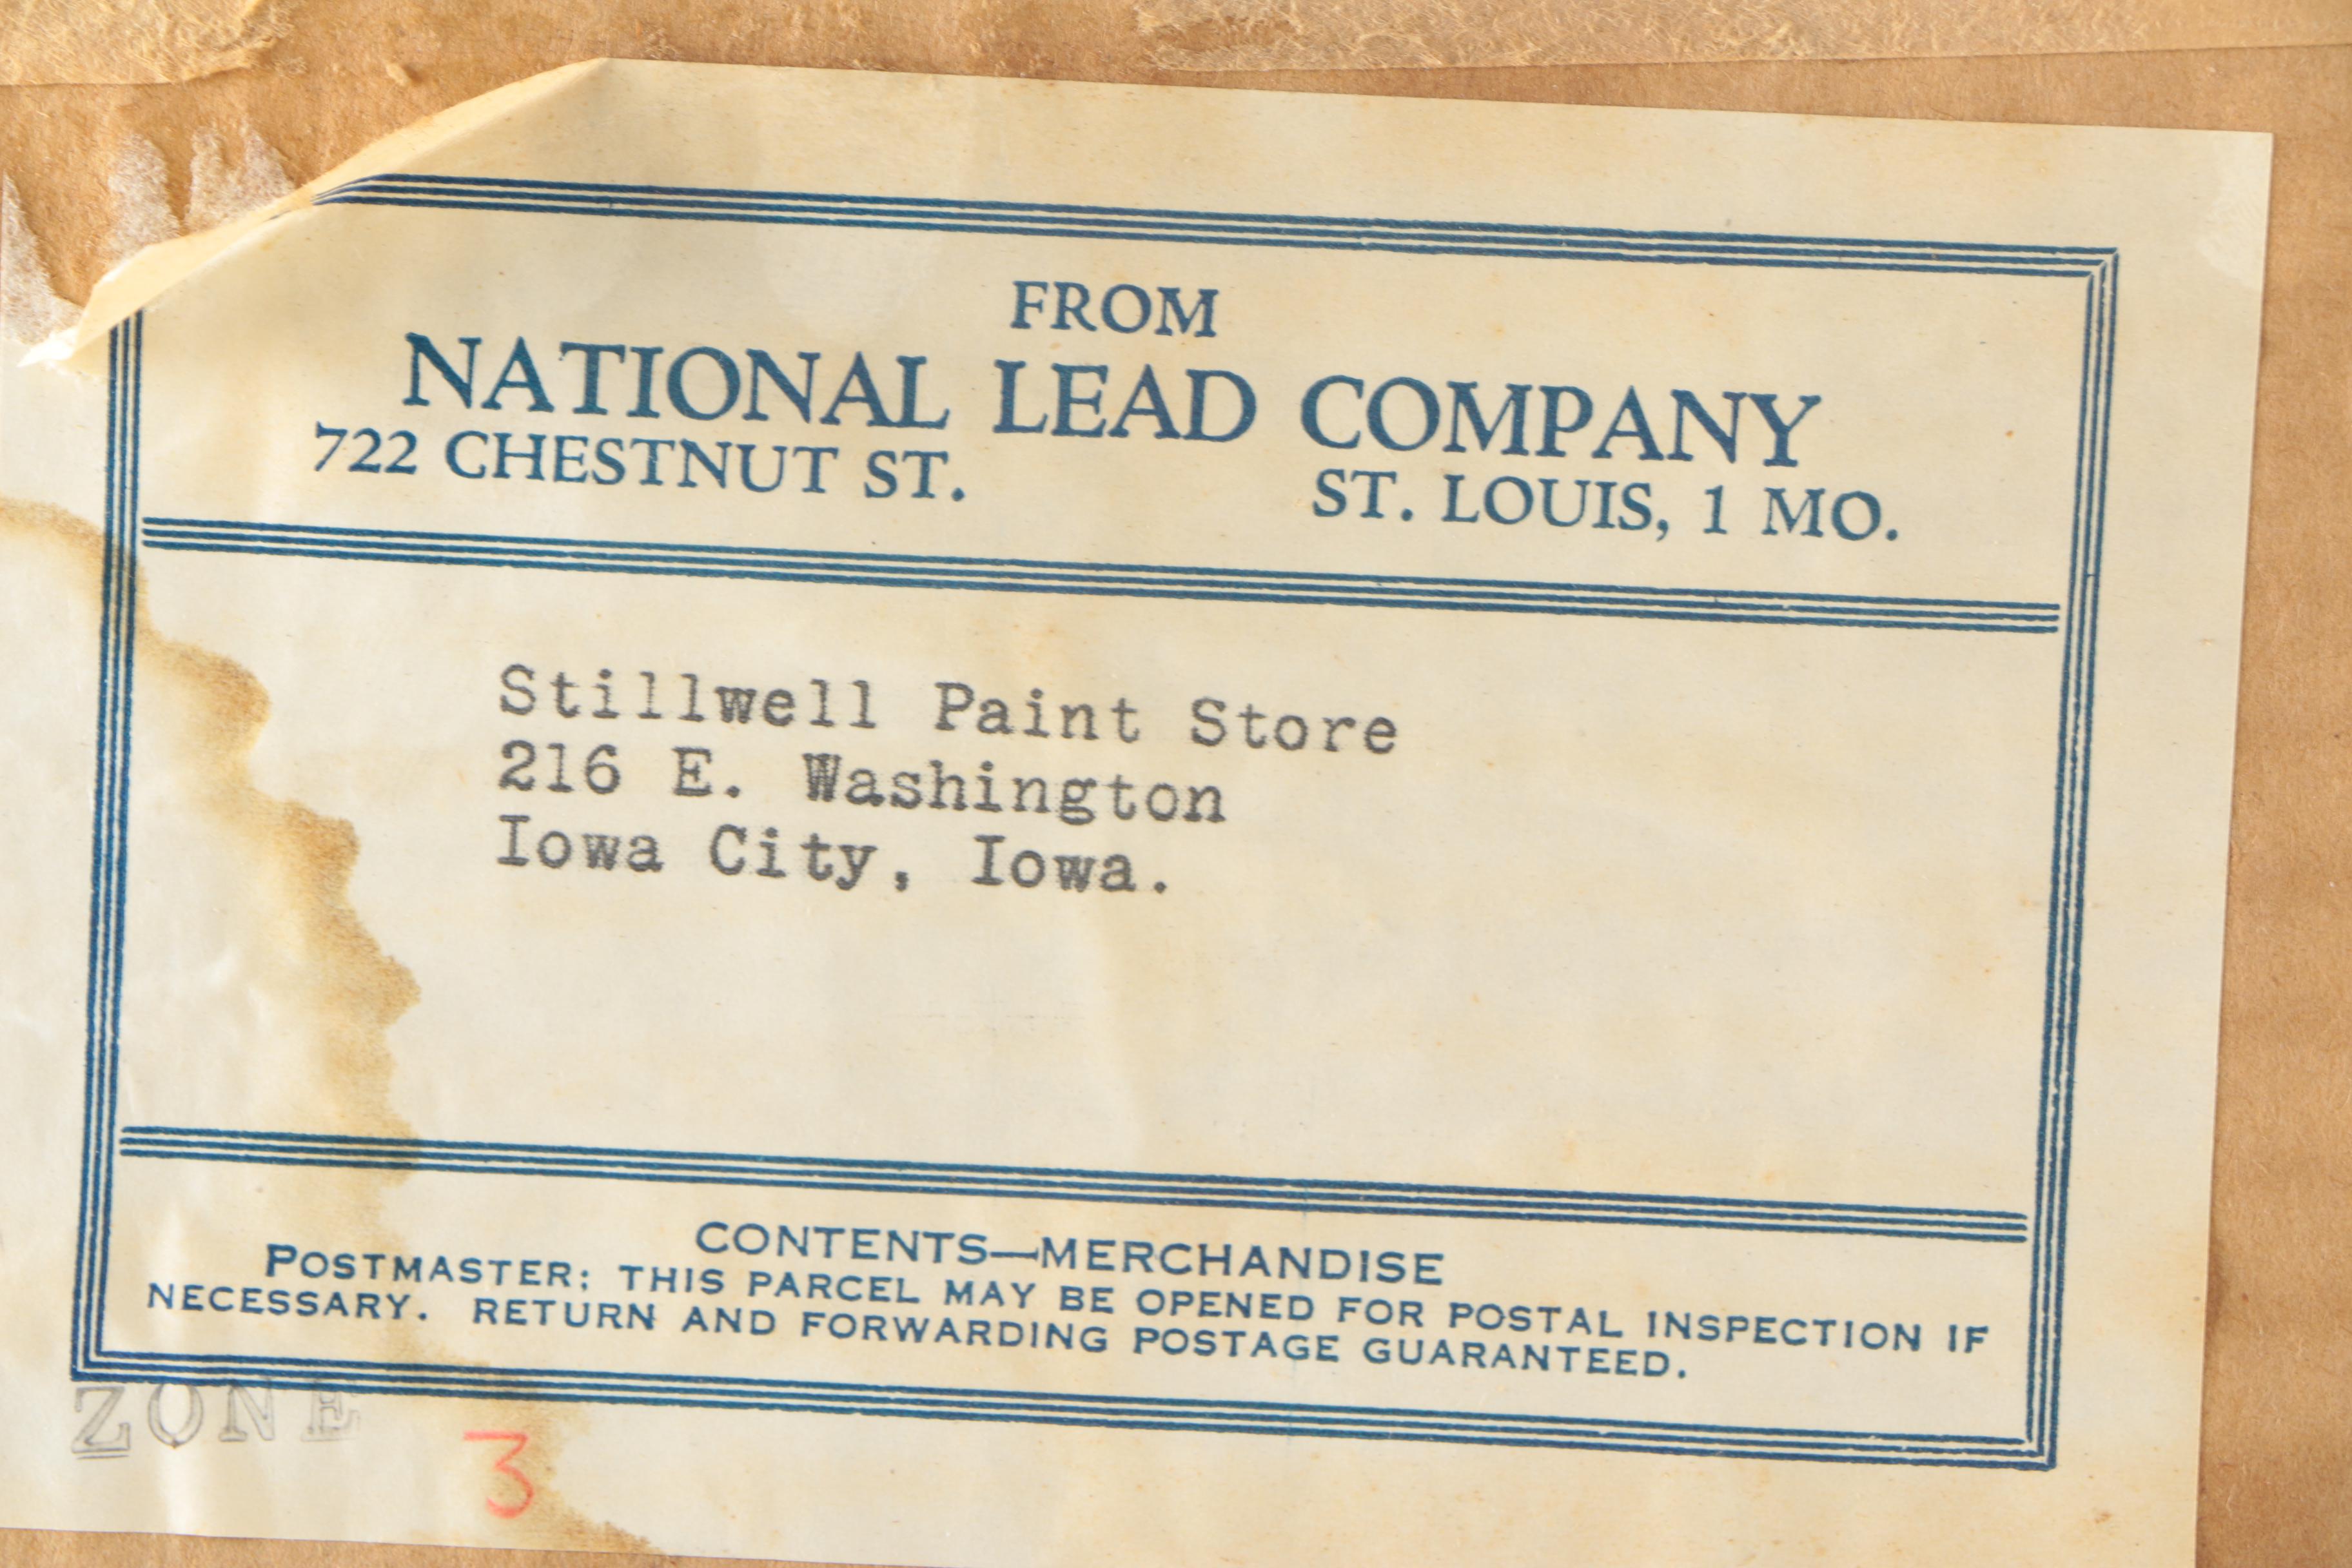 FROM
NATIONAL LEAD COMPANY
722 CHESTNUT ST. ST. LOUIS, 1 MO.
Stillwell Paint Store
216 E. Washington
Iowa City, Iowa.
CONTENTS—MERCHANDISE
POSTMASTER: THIS PARCEL MAY BE OPENED FOR POSTAL INSPECTION IF
NECESSARY. RETURN AND FORWARDING POSTAGE GUARANTEED.
ZONE 3